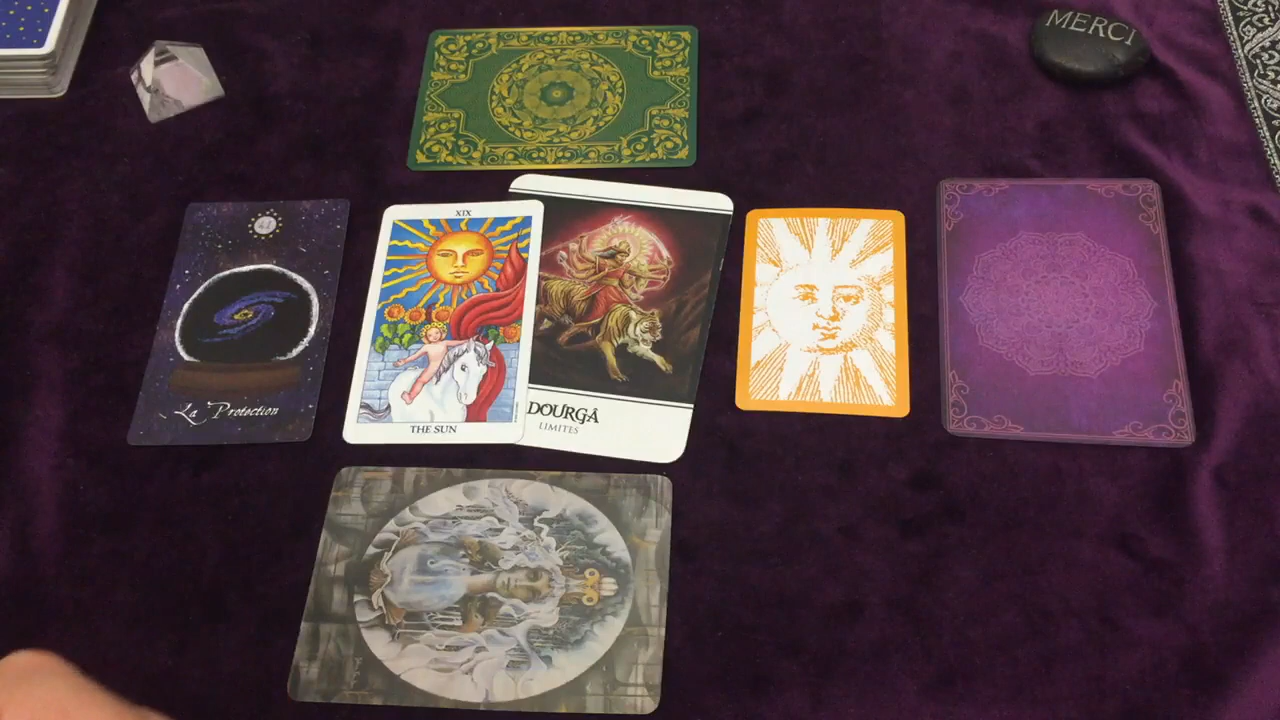 MERCI
41
La Protection
XIX
THE SUN
DOURGÂ
LIMITES